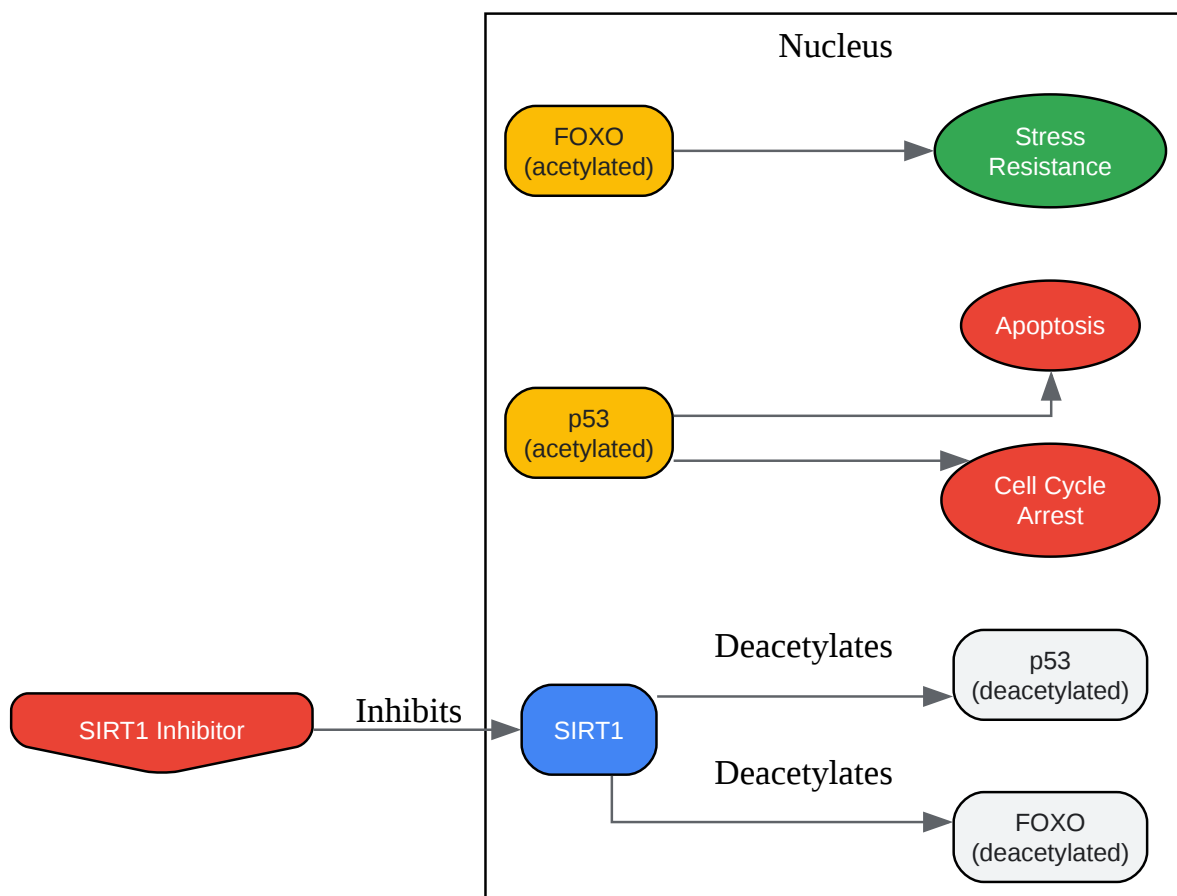 Nucleus
FOXO
(acetylated)
Stress
Resistance
Apoptosis
p53
(acetylated)
Cell Cycle
Arrest
Deacetylates
p53
(deacetylated)
SIRT1 Inhibitor
Inhibits
SIRT1
Deacetylates
FOXO
(deacetylated)